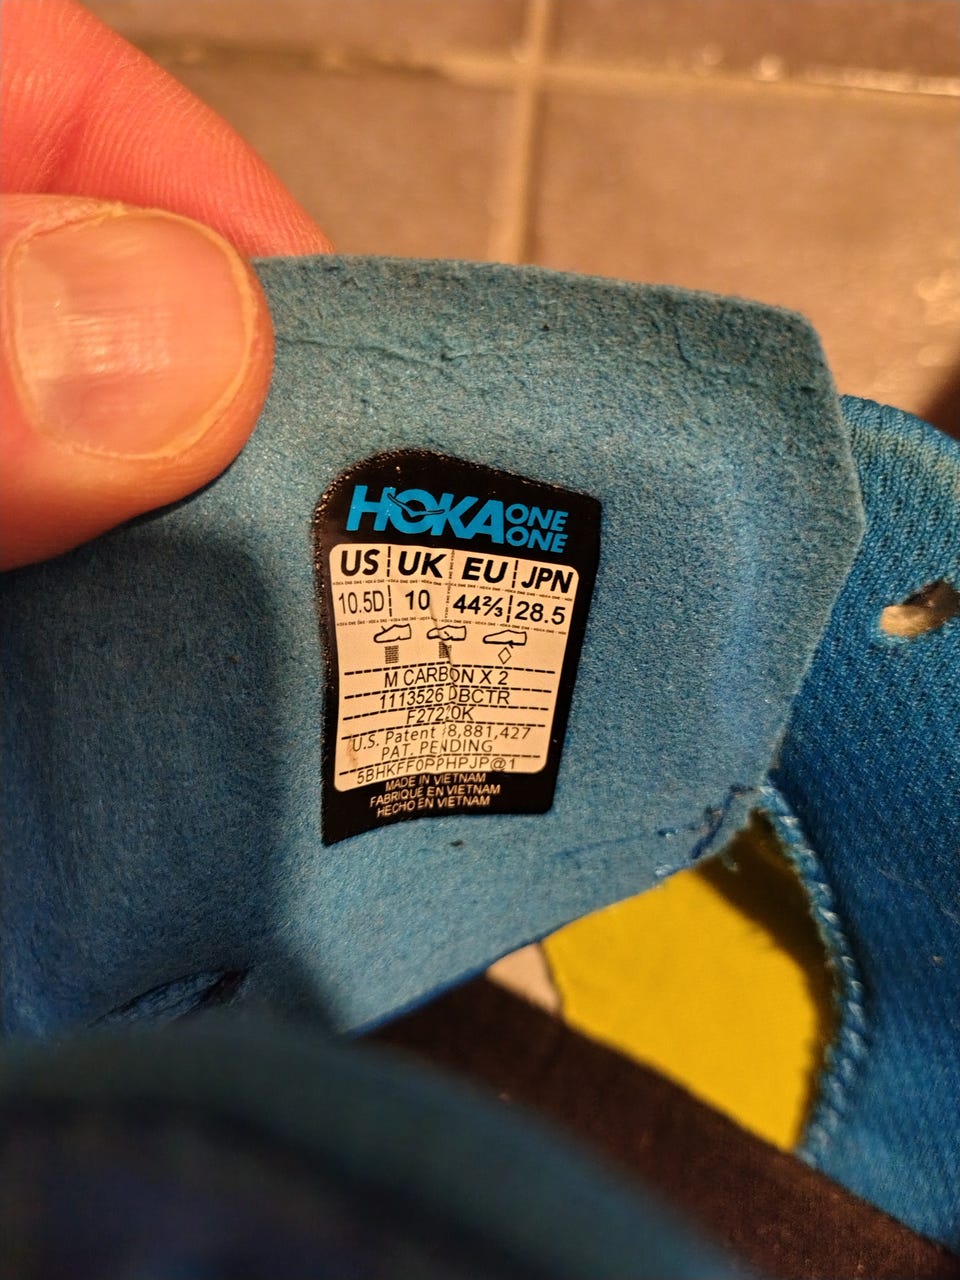 HOKA ONE ONE
US UK EU JPN
10.5D 10 44⅔ 28.5
M CARBON X 2
1113526 DBCTR
F2720K
U.S. Patent 8,881,427
PAT. PENDING
5BHKFF0PPHPJP@1
MADE IN VIETNAM
FABRIQUE EN VIETNAM
HECHO EN VIETNAM